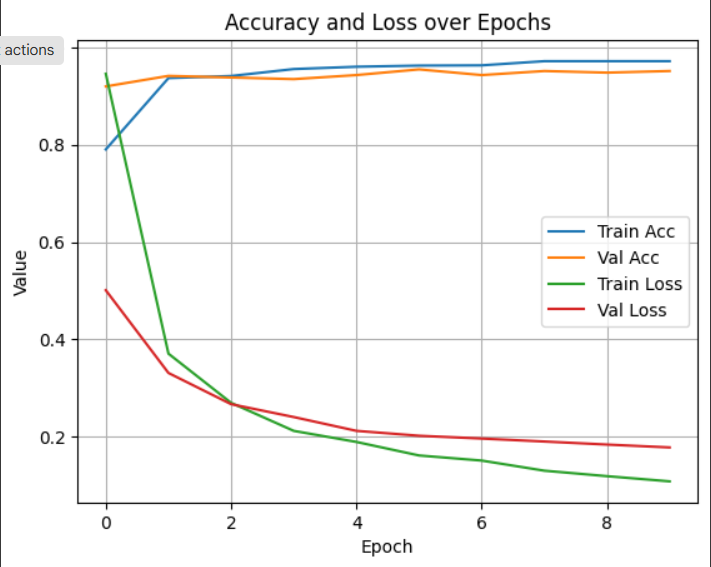 Accuracy and Loss over Epochs
actions
0.8
0.6
0.4
0.2
Value
Train Acc
Val Acc
Train Loss
Val Loss
0 2 4 6 8
Epoch